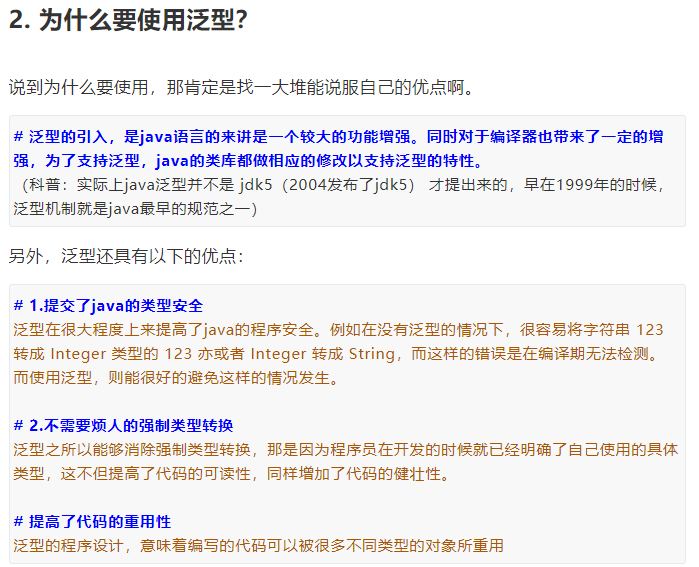 2. 为什么要使用泛型？
说到为什么要使用，那肯定是找一大堆能说服自己的优点啊。
# 泛型的引入，是java语言的来讲是一个较大的功能增强。同时对于编译器也带来了一定的增
强，为了支持泛型，java的类库都做相应的修改以支持泛型的特性。
（科普：实际上java泛型并不是 jdk5（2004发布了jdk5） 才提出来的，早在1999年的时候，
泛型机制就是java最早的规范之一）
另外，泛型还具有以下的优点：
# 1.提交了java的类型安全
泛型在很大程度上来提高了java的程序安全。例如在没有泛型的情况下，很容易将字符串 123
转成 Integer 类型的 123 亦或者 Integer 转成 String，而这样的错误是在编译期无法检测。
而使用泛型，则能很好的避免这样的情况发生。
# 2.不需要烦人的强制类型转换
泛型之所以能够消除强制类型转换，那是因为程序员在开发的时候就已经明确了自己使用的具体
类型，这不但提高了代码的可读性，同样增加了代码的健壮性。
# 提高了代码的重用性
泛型的程序设计，意味着编写的代码可以被很多不同类型的对象所重用